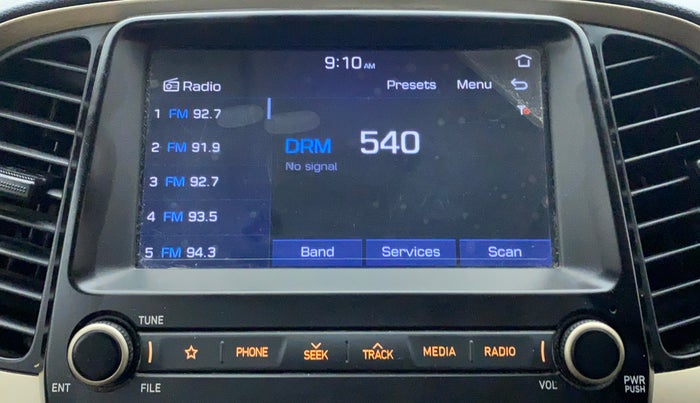 9:10 AM
Radio
Presets Menu
1 FM 92.7
2 FM 91.9
3 FM 92.7
4 FM 93.5
5 FM 94.3
DRM 540
No signal
Band Services Scan
TUNE
PHONE SEEK TRACK MEDIA RADIO
ENT FILE VOL PWR PUSH